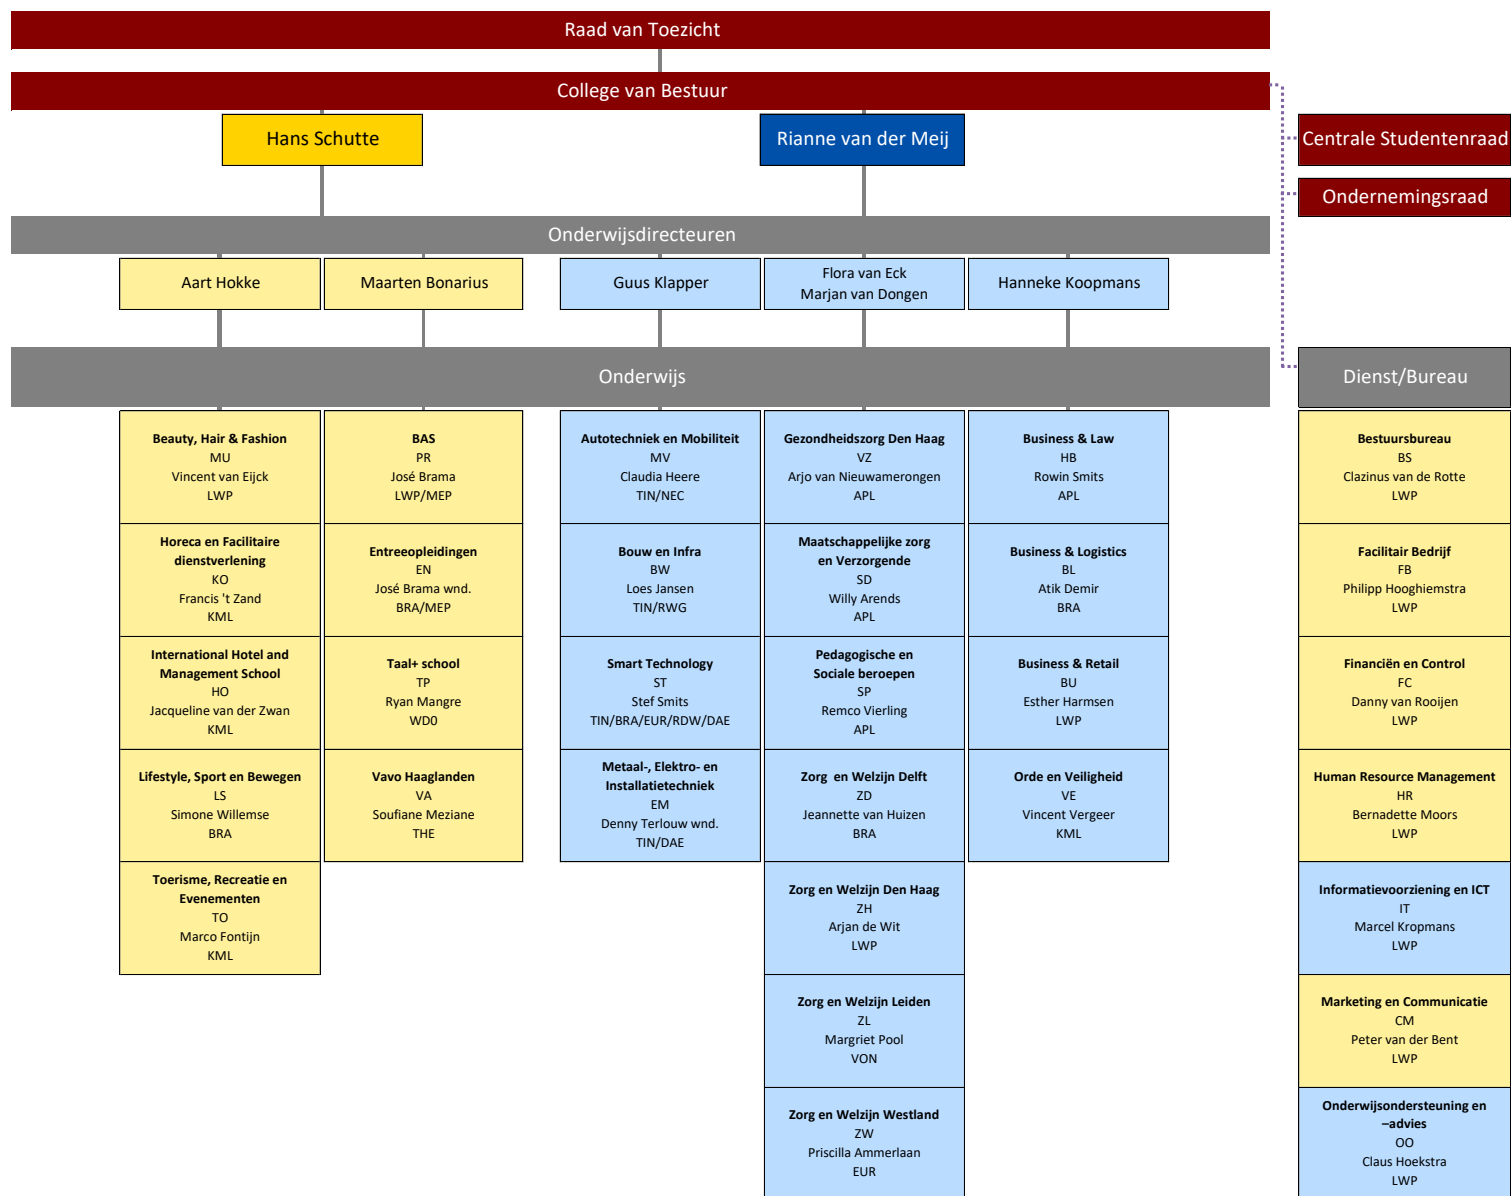 Raad van Toezicht
College van Bestuur
Hans Schutte
Rianne van der Meij
Centrale Studentenraad
Ondernemingsraad
Onderwijsdirecteuren
Aart Hokke
Maarten Bonarius
Guus Klapper
Flora van Eck
Marjan van Dongen
Hanneke Koopmans
Onderwijs
Dienst/Bureau
Beauty, Hair & Fashion
MU
Vincent van Eijck
LWP
Horeca en Facilitaire
dienstverlening
KO
Francis 't Zand
KML
International Hotel and
Management School
HO
Jacqueline van der Zwan
KML
Lifestyle, Sport en Bewegen
LS
Simone Willemse
BRA
Toerisme, Recreatie en
Evenementen
TO
Marco Fontijn
KML
BAS
PR
José Brama
LWP/MEP
Entreeopleidingen
EN
José Brama wnd.
BRA/MEP
Taal+ school
TP
Ryan Mangre
WD0
Vavo Haaglanden
VA
Soufiane Meziane
THE
Autotechniek en Mobiliteit
MV
Claudia Heere
TIN/NEC
Bouw en Infra
BW
Loes Jansen
TIN/RWG
Smart Technology
ST
Stef Smits
TIN/BRA/EUR/RDW/DAE
Metaal-, Elektro- en
Installatietechniek
EM
Denny Terlouw wnd.
TIN/DAE
Gezondheidszorg Den Haag
VZ
Arjo van Nieuwamerongen
APL
Maatschappelijke zorg
en Verzorgende
SD
Willy Arends
APL
Pedagogische en
Sociale beroepen
SP
Remco Vierling
APL
Zorg en Welzijn Delft
ZD
Jeannette van Huizen
BRA
Zorg en Welzijn Den Haag
ZH
Arjan de Wit
LWP
Zorg en Welzijn Leiden
ZL
Margriet Pool
VON
Zorg en Welzijn Westland
ZW
Priscilla Ammerlaan
EUR
Business & Law
HB
Rowin Smits
APL
Business & Logistics
BL
Atik Demir
BRA
Business & Retail
BU
Esther Harmsen
LWP
Orde en Veiligheid
VE
Vincent Vergeer
KML
Bestuursbureau
BS
Clazinus van de Rotte
LWP
Facilitair Bedrijf
FB
Philipp Hooghiemstra
LWP
Financiën en Control
FC
Danny van Rooijen
LWP
Human Resource Management
HR
Bernadette Moors
LWP
Informatievoorziening en ICT
IT
Marcel Kropmans
LWP
Marketing en Communicatie
CM
Peter van der Bent
LWP
Onderwijsondersteuning en
–advies
OO
Claus Hoekstra
LWP